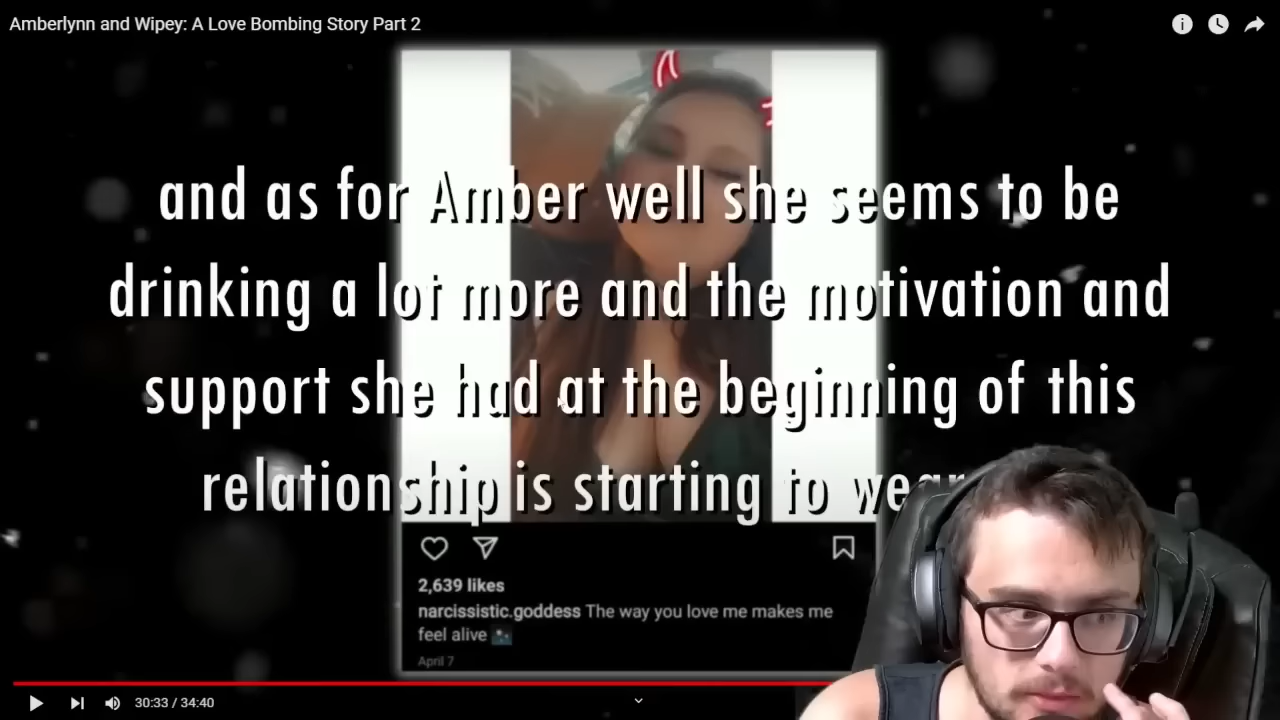 Amberlynn and Wipey: A Love Bombing Story Part 2
and as for Amber well she seems to be
drinking a lot more and the motivation and
support she had at the beginning of this
relationship is starting to wear
2,639 likes
narcissistic.goddess The way you love me makes me
feel alive
April 7
30:33 / 34:40